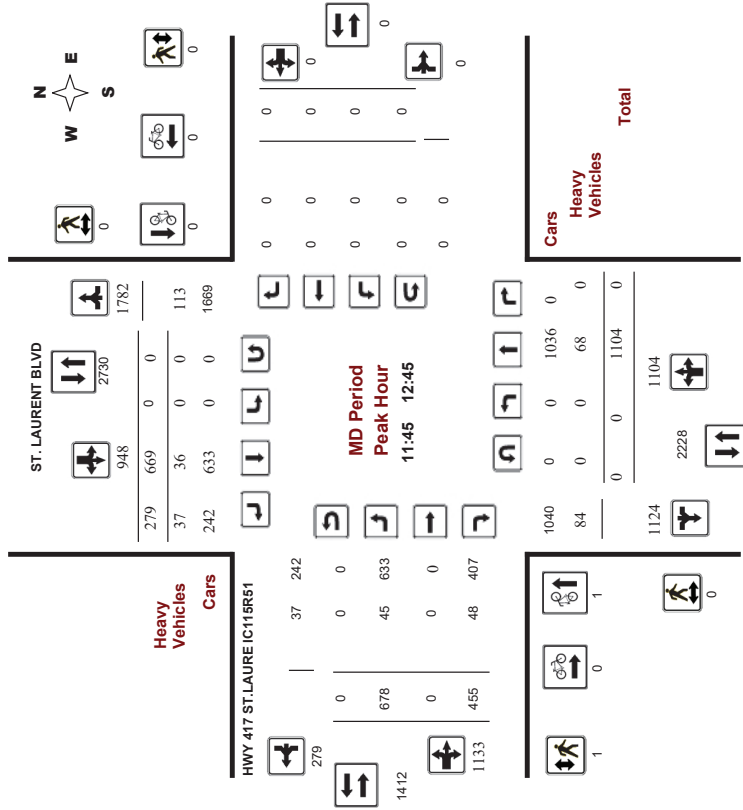 ST. LAURENT BLVD
N
W E
S
948 2730 1782
279 669 0 0
37 36 0 0 113
242 633 0 0 1669
Heavy
Vehicles
Cars
0 0
0 0
HWY 417 ST.LAURE IC115R51
279
37 242
0 0 0
678 45 633
0 0 0
455 48 407
1412
1133
MD Period
Peak Hour
11:45 12:45
0 0 0
0 0 0
0 0 0
0 0 0
0 0
0
0
0
1040 0 0 1036 0
84 0 0 68 0
0 0 1104 0
1124 2228 1104
Cars
Heavy
Vehicles
Total
1 0 1
0